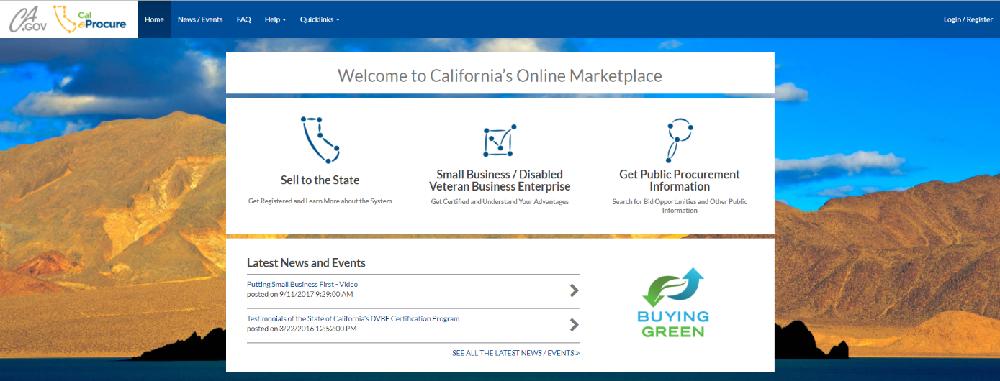 CA.GOV
Cal
eProcure
Home
News / Events
FAQ
Help
Quicklinks
Login / Register
Welcome to California's Online Marketplace
Sell to the State
Get Registered and Learn More about the System
Small Business / Disabled
Veteran Business Enterprise
Get Certified and Understand Your Advantages
Get Public Procurement
Information
Search for Bid Opportunities and Other Public
Information
Latest News and Events
Putting Small Business First - Video
posted on 9/11/2017 9:29:00 AM
Testimonials of the State of California's DVBE Certification Program
posted on 3/22/2016 12:52:00 PM
SEE ALL THE LATEST NEWS / EVENTS »
BUYING
GREEN